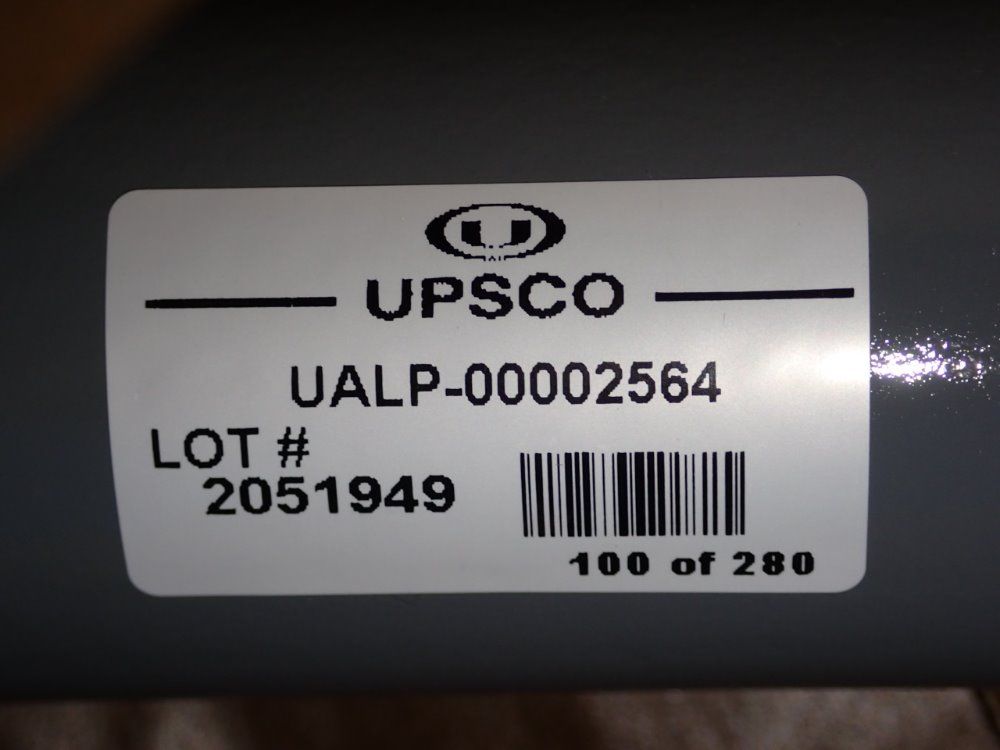 U
UPSCO
UALP-00002564
LOT #
2051949
100 of 280